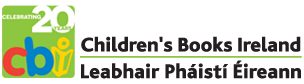 CELEBRATING
20
YEARS
cbi
Children's Books Ireland
Leabhair Pháistí Éireann